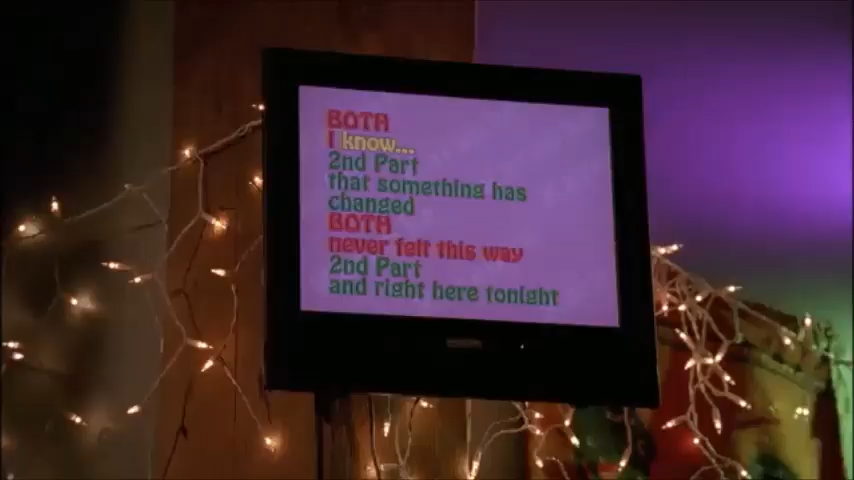 BOTH
I know...
2nd Part
that something has
changed
BOTH
never felt this way
2nd Part
and right here tonight